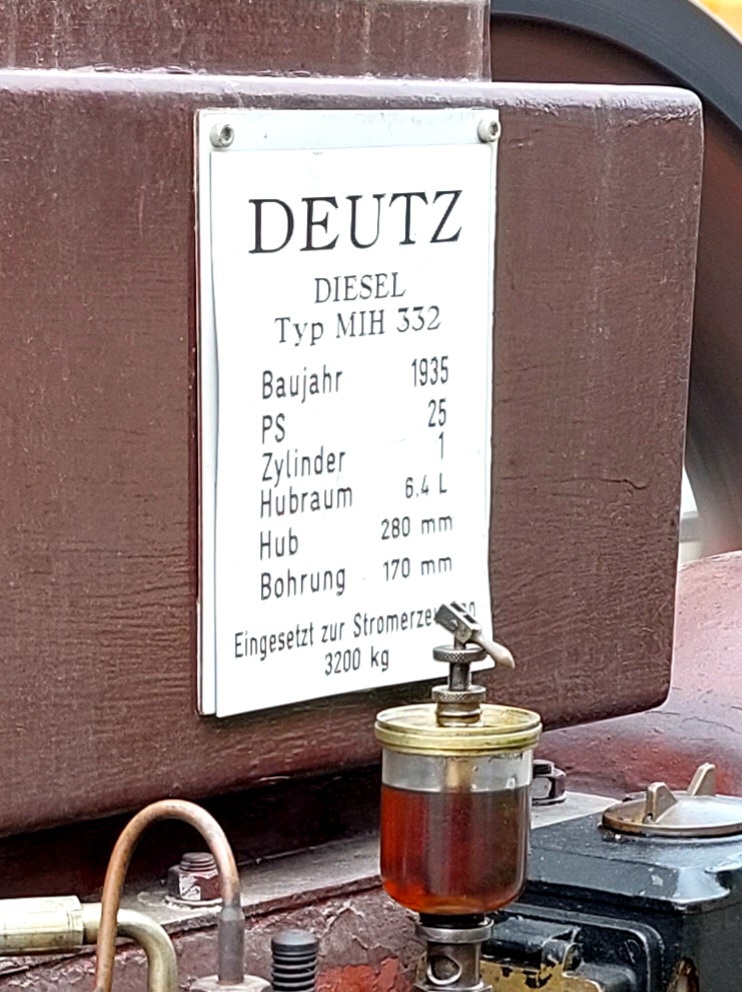 DEUTZ
DIESEL
Typ MIH 332
Baujahr 1935
PS 25
Zylinder 1
Hubraum 6.4 L
Hub 280 mm
Bohrung 170 mm
Eingesetzt zur
3200 kg